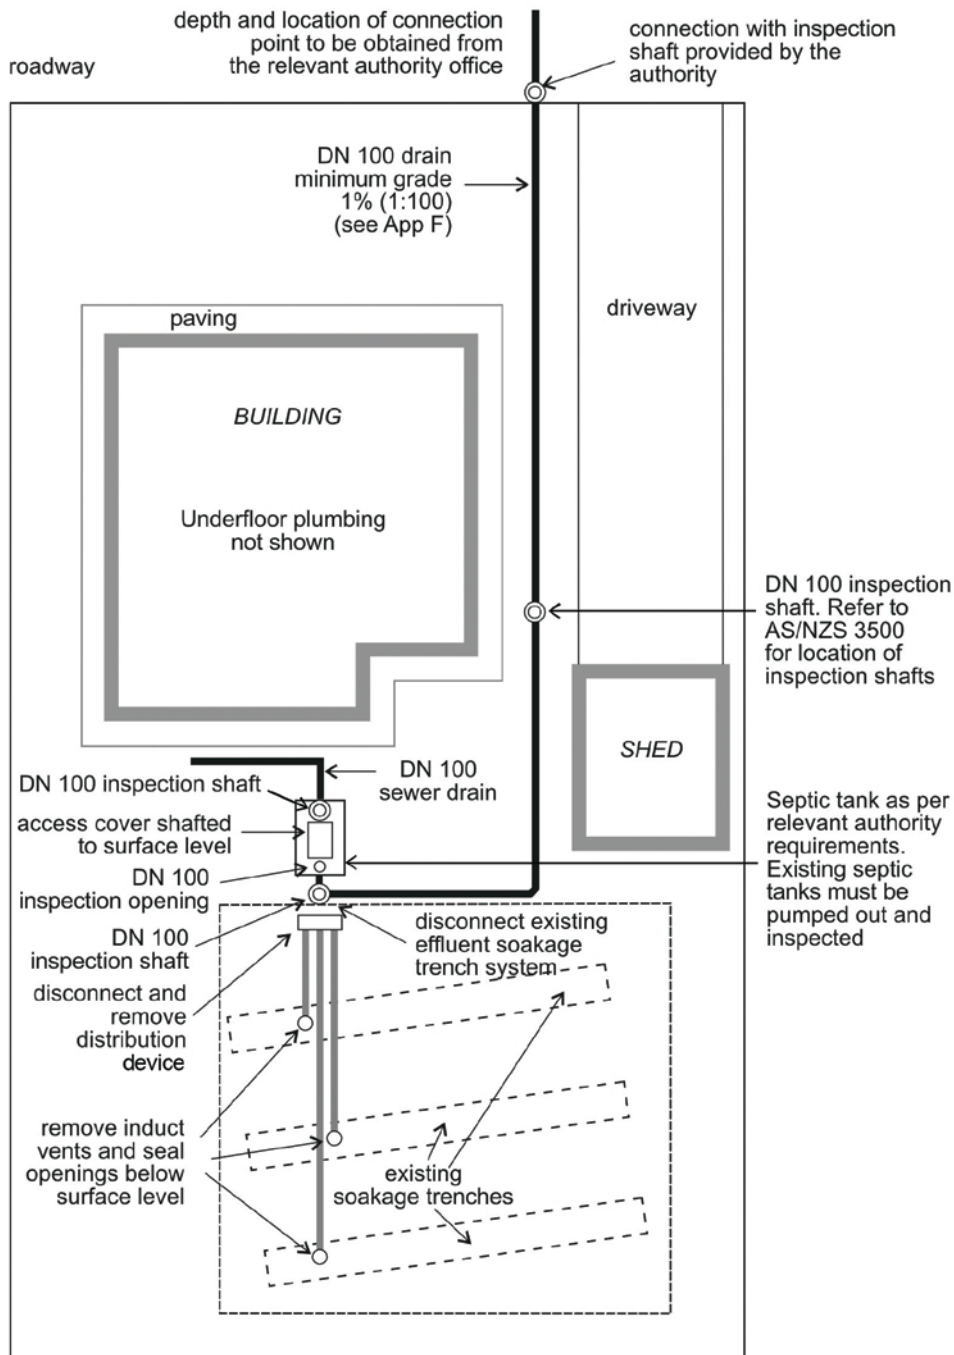 depth and location of connection
point to be obtained from
the relevant authority office
connection with inspection
shaft provided by the
authority
roadway
DN 100 drain
minimum grade
1% (1:100)
(see App F)
driveway
paving
BUILDING
Underfloor plumbing
not shown
DN 100 inspection
shaft. Refer to
AS/NZS 3500
for location of
inspection shafts
SHED
DN 100
sewer drain
DN 100 inspection shaft
access cover shafted
to surface level
DN 100
inspection opening
Septic tank as per
relevant authority
requirements.
Existing septic
tanks must be
pumped out and
inspected
DN 100
inspection shaft
disconnect existing
effluent soakage
trench system
disconnect and
remove
distribution
device
remove induct
vents and seal
openings below
surface level
existing
soakage trenches